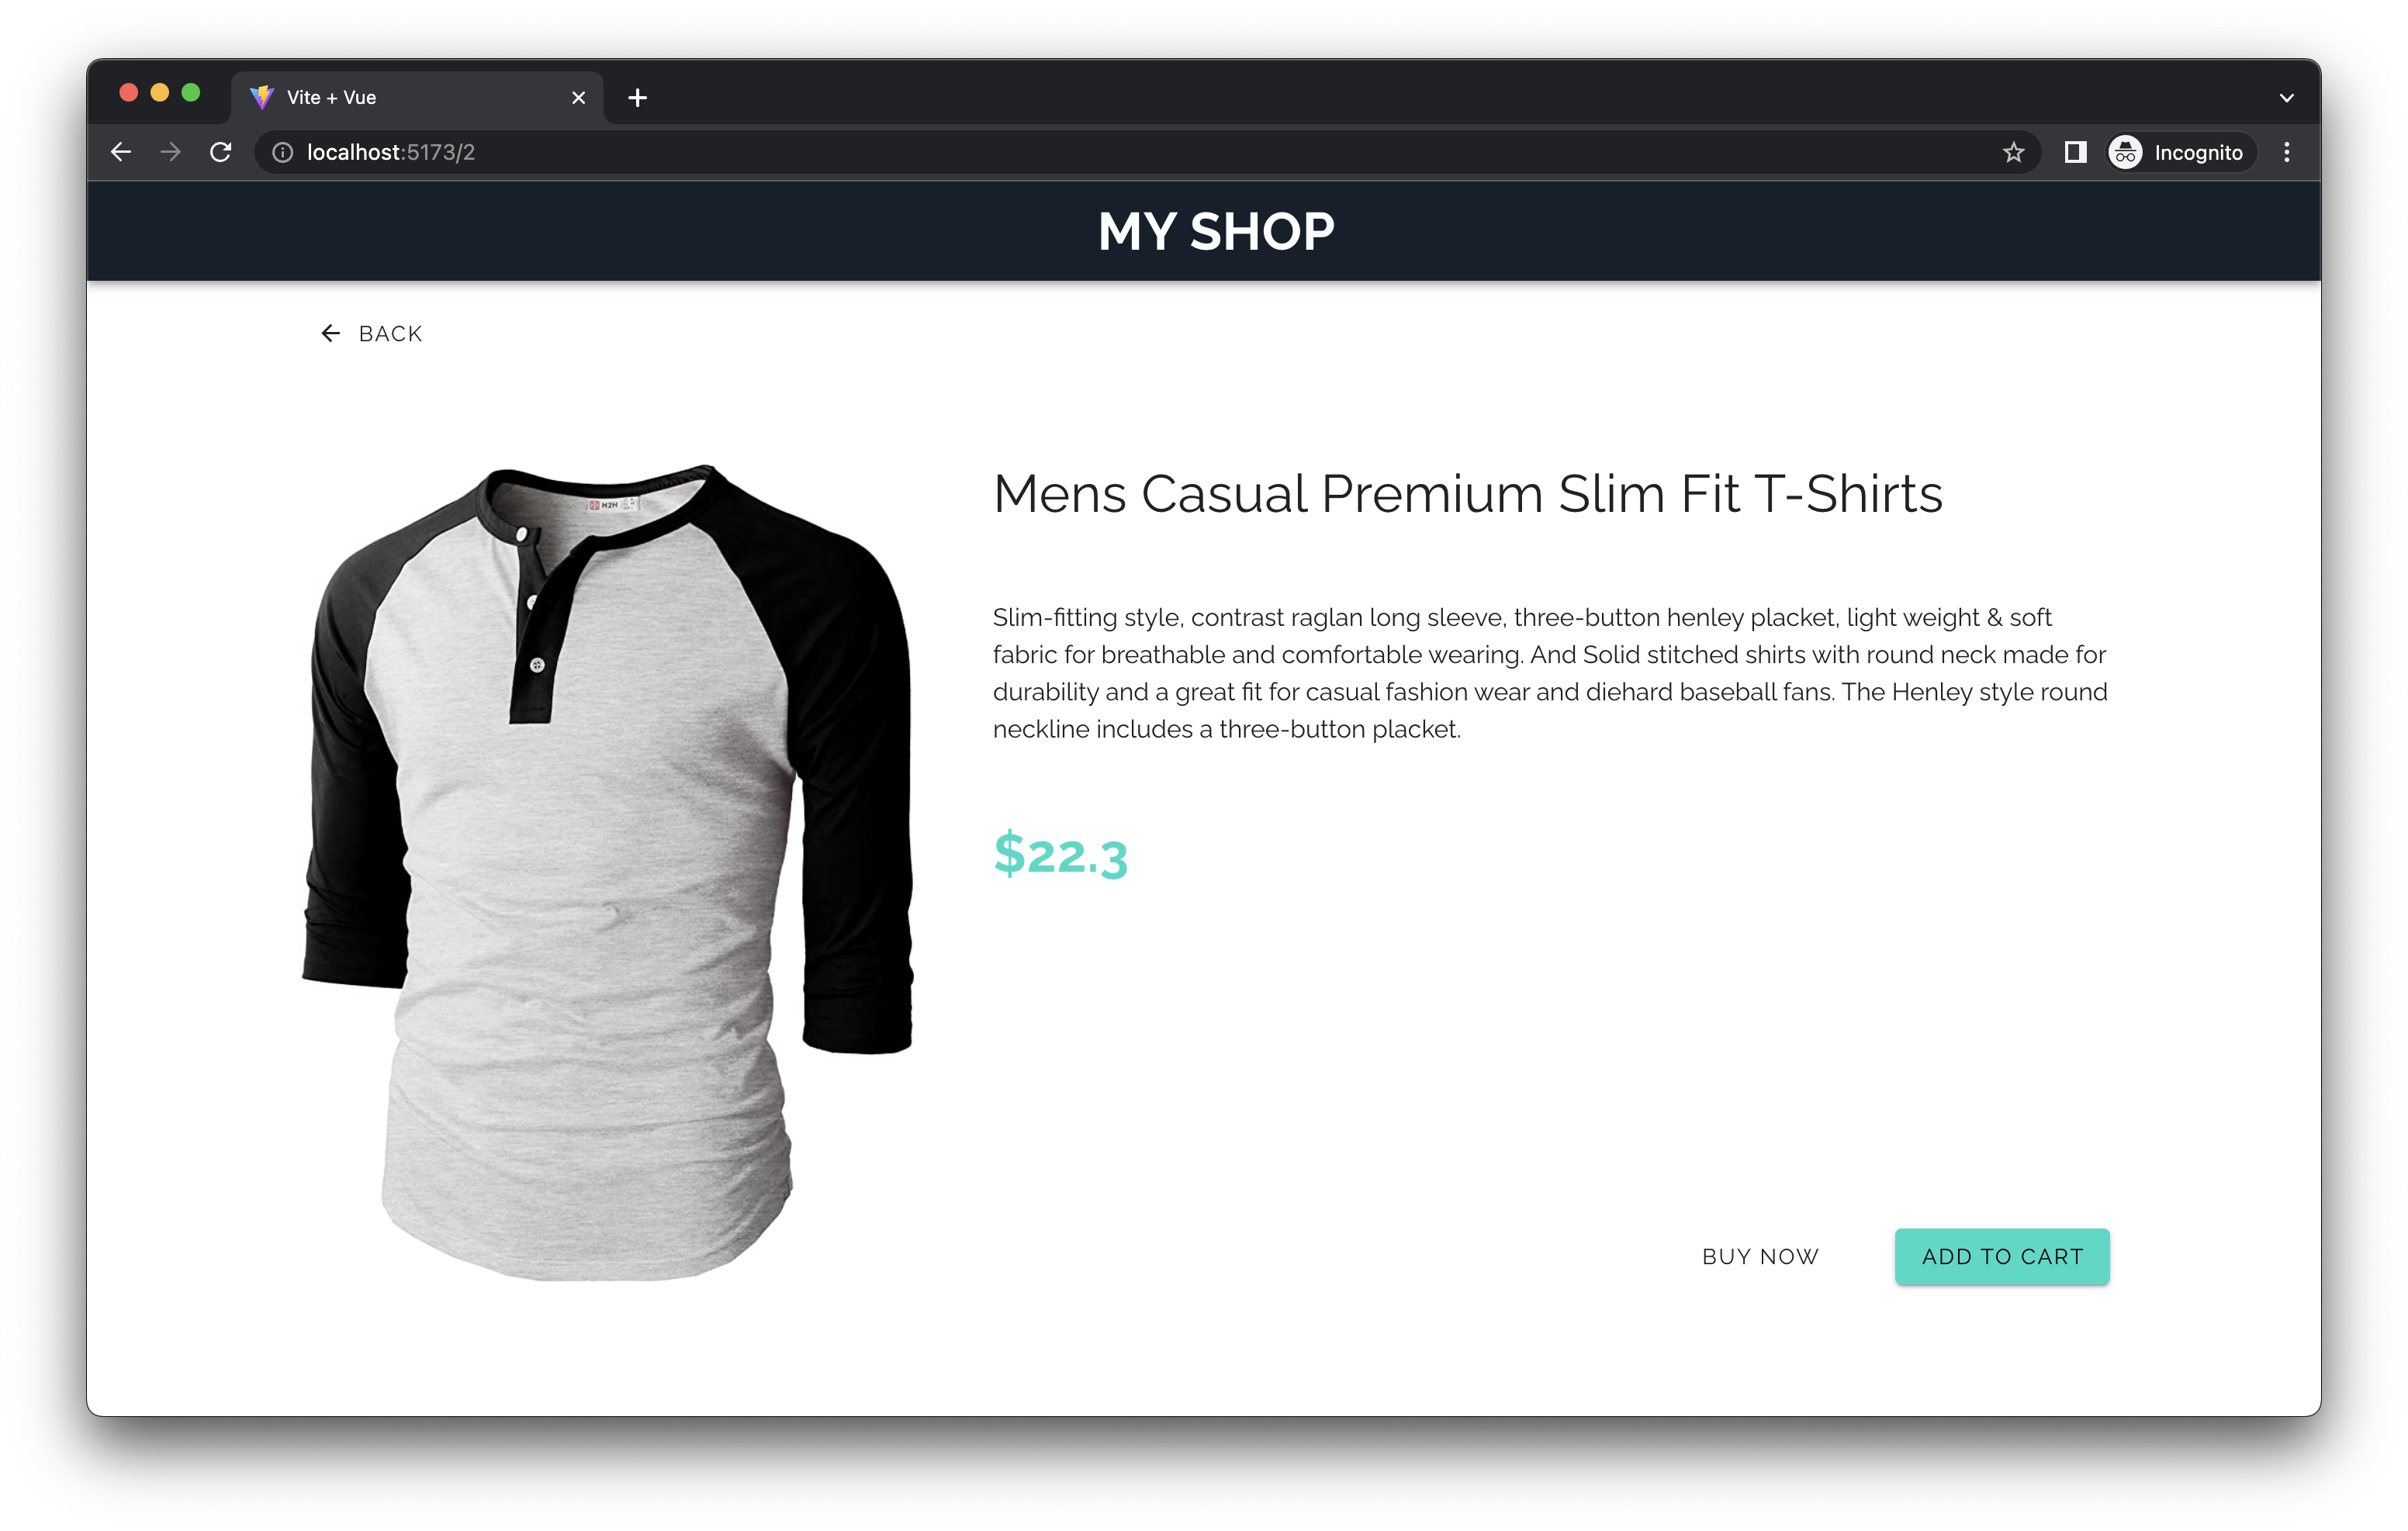 Vite + Vue
localhost:5173/2
Incognito
MY SHOP
BACK
H2H
Mens Casual Premium Slim Fit T-Shirts
Slim-fitting style, contrast raglan long sleeve, three-button henley placket, light weight & soft
fabric for breathable and comfortable wearing. And Solid stitched shirts with round neck made for
durability and a great fit for casual fashion wear and diehard baseball fans. The Henley style round
neckline includes a three-button placket.
$22.3
BUY NOW
ADD TO CART